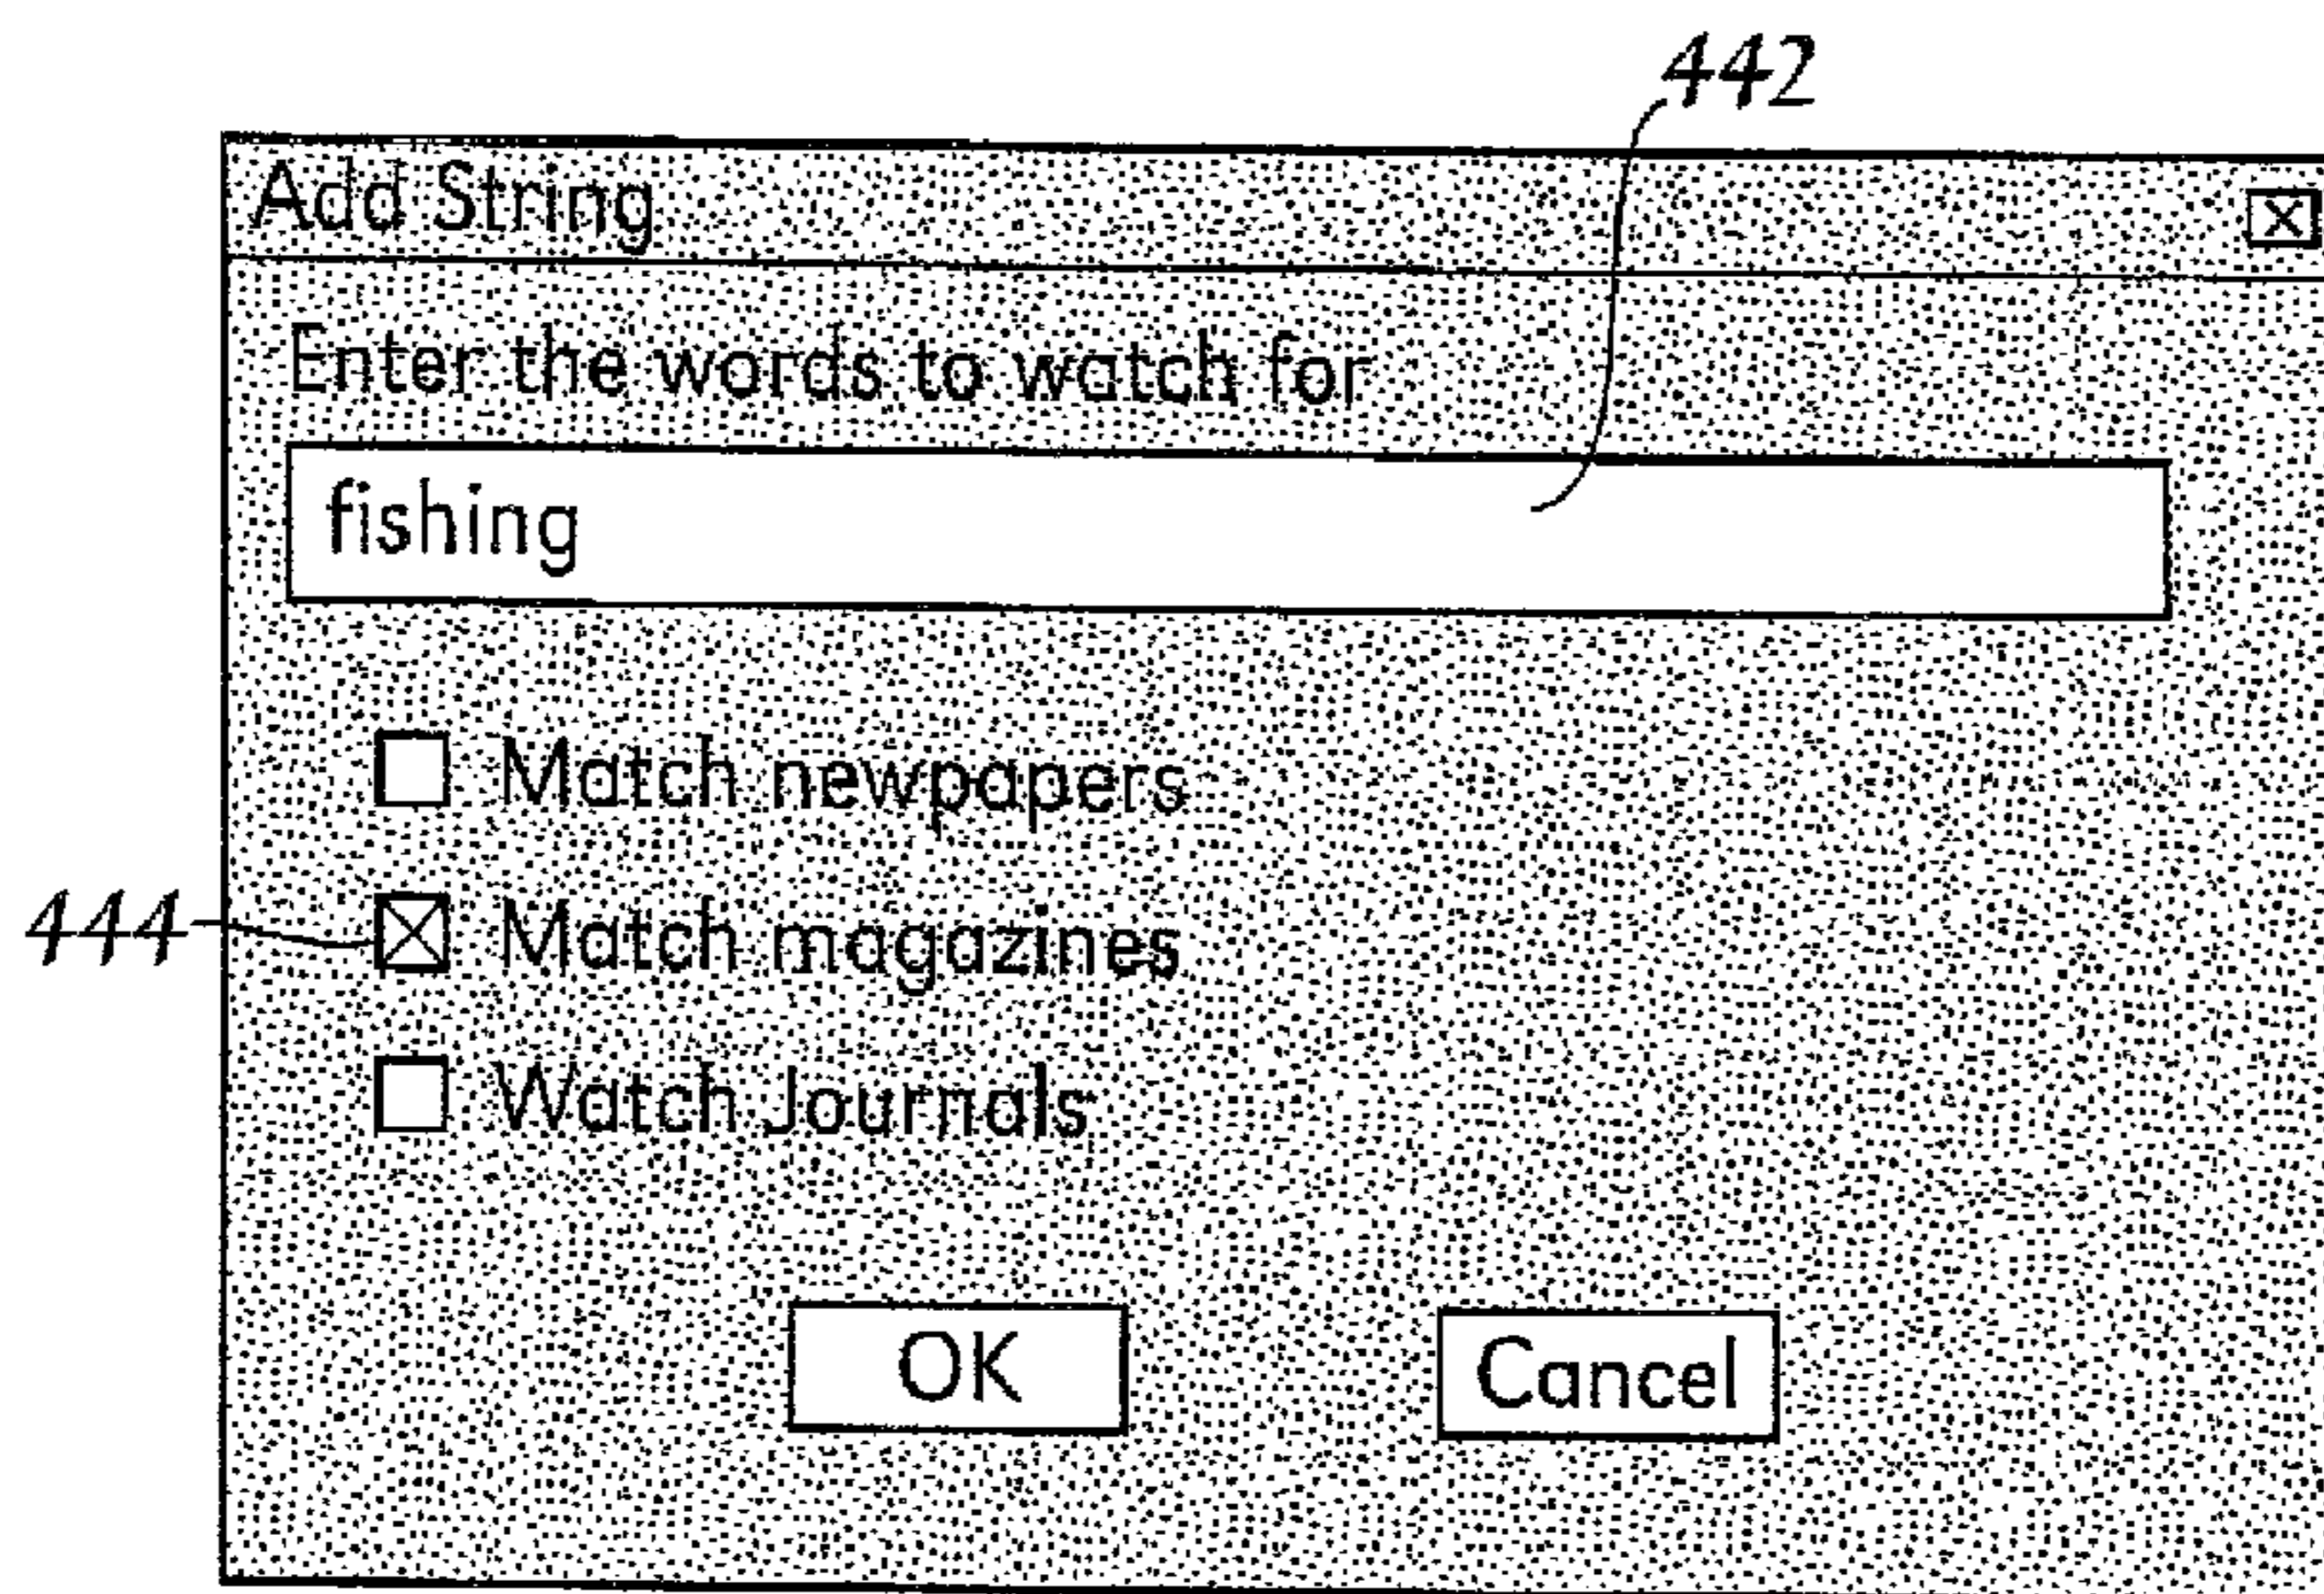 442
Add String
Enter the words to watch for
fishing
Match newpapers
444 Match magazines
Watch Journals
OK Cancel